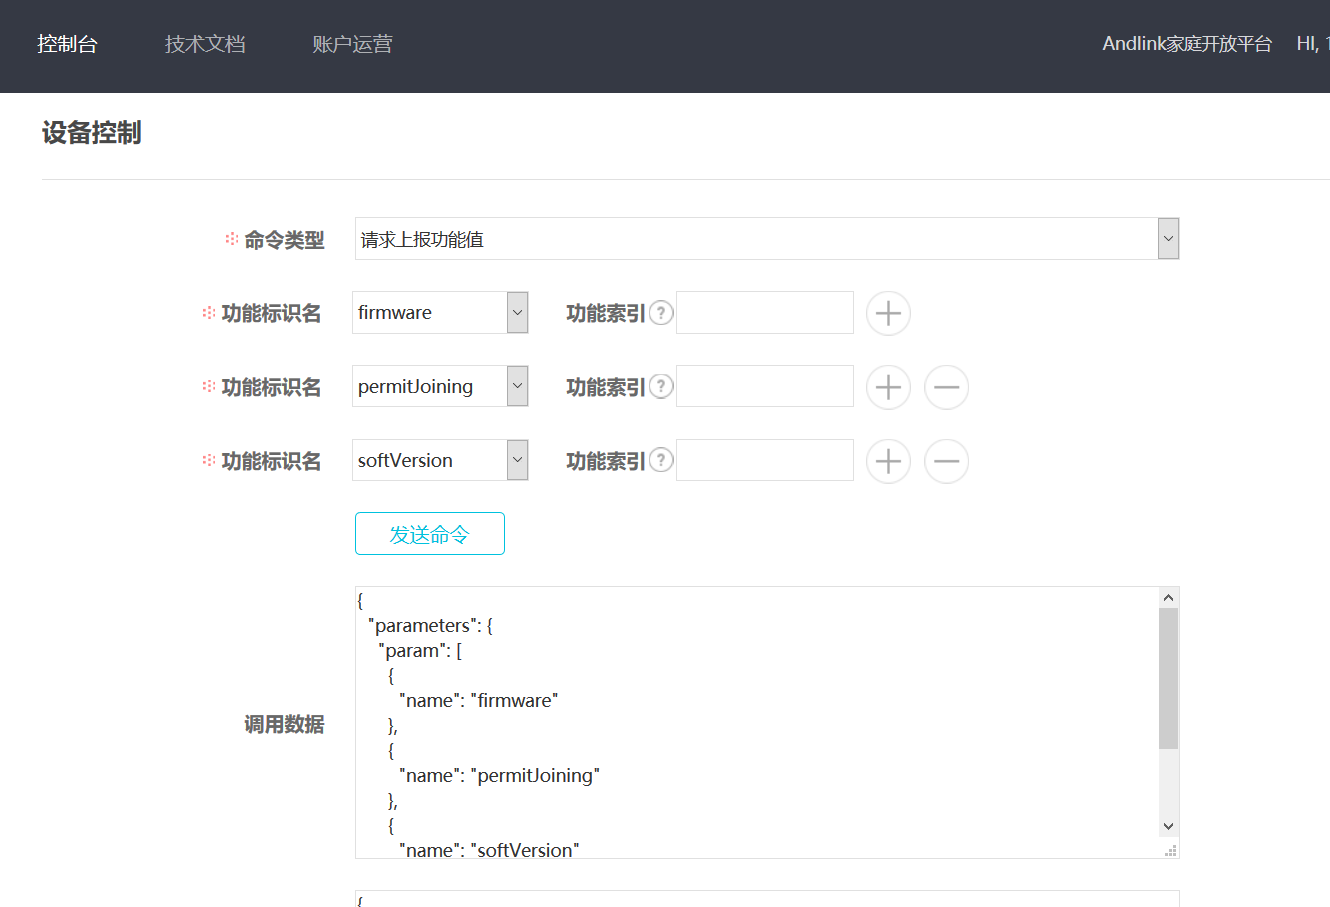 控制台 技术文档 账户运营 Andlink家庭开放平台 HI,
设备控制
命令类型 请求上报功能值
功能标识名 firmware 功能索引 ?
功能标识名 permitJoining 功能索引 ?
功能标识名 softVersion 功能索引 ?
发送命令
调用数据
{
"parameters": {
"param": [
{
"name": "firmware"
},
{
"name": "permitJoining"
},
{
"name": "softVersion"
{